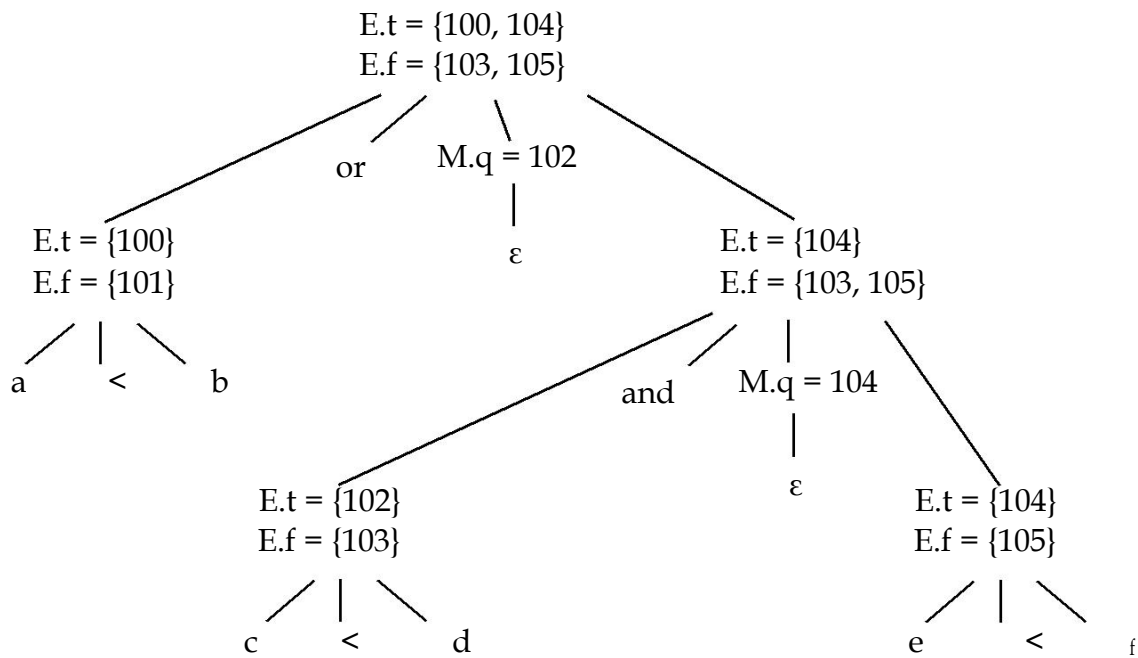 E.t = {100, 104}
E.f = {103, 105}
or
M.q = 102
ε
E.t = {100}
E.f = {101}
a < b
E.t = {104}
E.f = {103, 105}
and
M.q = 104
ε
E.t = {102}
E.f = {103}
c < d
E.t = {104}
E.f = {105}
e < f